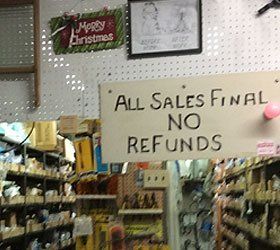 Merry
Christmas
ALL SALES FINAL
NO
REFUNDS